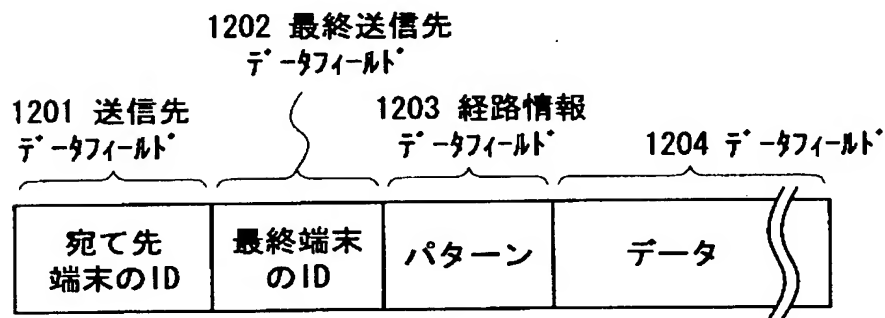 1202 最終送信先
ﾃﾞｰﾀﾌｨｰﾙﾄﾞ
1201 送信先
ﾃﾞｰﾀﾌｨｰﾙﾄﾞ
1203 経路情報
ﾃﾞｰﾀﾌｨｰﾙﾄﾞ
1204 ﾃﾞｰﾀﾌｨｰﾙﾄﾞ
宛て先
端末のID
最終端末
のID
パターン
データ